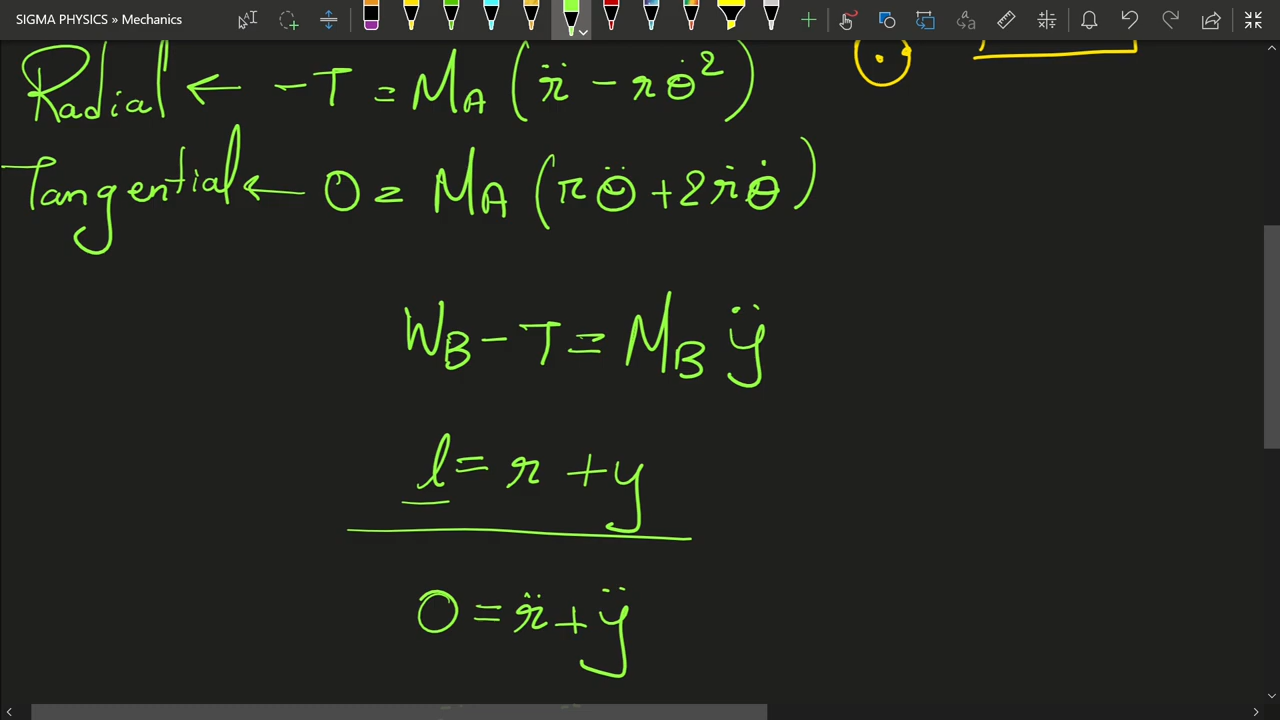 SIGMA PHYSICS » Mechanics
Radial ← -T = M_A (r̈ - rθ̇²)
Tangential ← 0 = M_A (rθ̈ + 2ṙθ̇)
W_B - T = M_B ÿ
l = r + y
0 = r̈ + ÿ